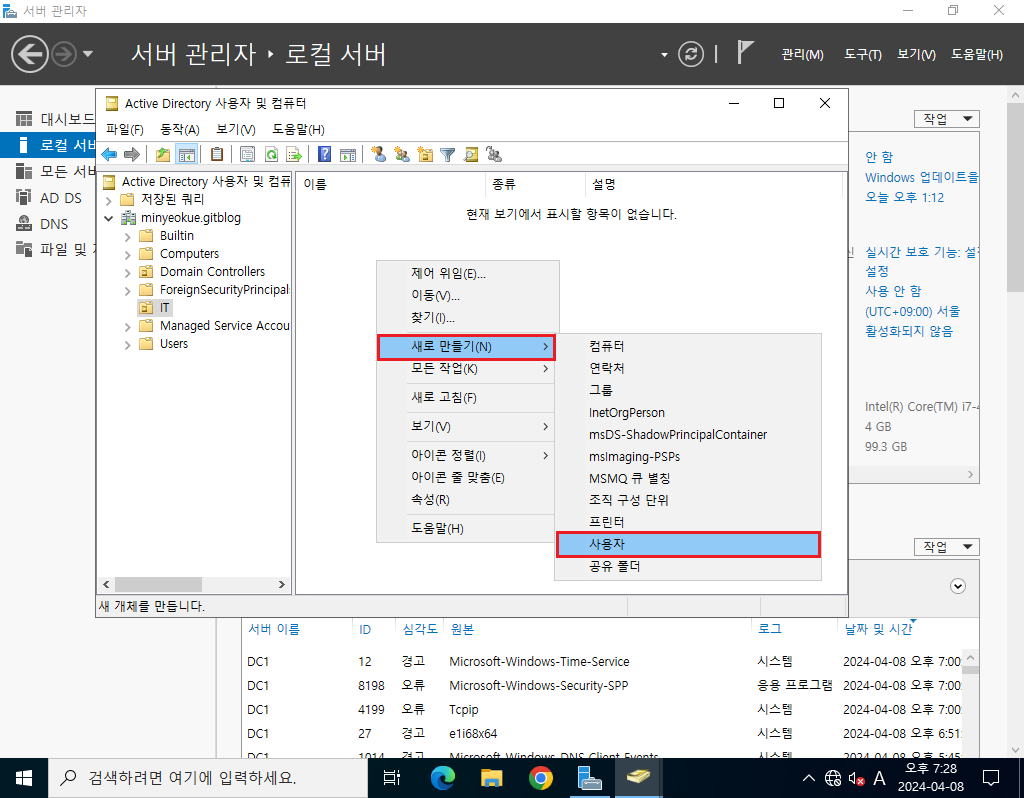 서버 관리자
서버 관리자 ‣ 로컬 서버
관리(M) 도구(T) 보기(V) 도움말(H)
대시보드
로컬 서버
모든 서버
AD DS
DNS
파일 및
Active Directory 사용자 및 컴퓨터
파일(F) 동작(A) 보기(V) 도움말(H)
Active Directory 사용자 및 컴퓨
저장된 쿼리
minyeokue.gitblog
Builtin
Computers
Domain Controllers
ForeignSecurityPrincipal
IT
Managed Service Accou
Users
이름 종류 설명
현재 보기에서 표시할 항목이 없습니다.
제어 위임(E)...
이동(V)...
찾기(I)...
새로 만들기(N)
모든 작업(K)
새로 고침(F)
보기(V)
아이콘 정렬(I)
아이콘 줄 맞춤(E)
속성(R)
도움말(H)
컴퓨터
연락처
그룹
InetOrgPerson
msDS-ShadowPrincipalContainer
msImaging-PSPs
MSMQ 큐 별칭
조직 구성 단위
프린터
사용자
공유 폴더
새 개체를 만듭니다.
작업
안 함
Windows 업데이트을
오늘 오후 1:12
실시간 보호 기능: 설정
설정
사용 안 함
(UTC+09:00) 서울
활성화되지 않음
Intel(R) Core(TM) i7-4
4 GB
99.3 GB
작업
서버 이름 ID 심각도 원본 로그 날짜 및 시간
DC1 12 경고 Microsoft-Windows-Time-Service 시스템 2024-04-08 오후 7:00:
DC1 8198 오류 Microsoft-Windows-Security-SPP 응용 프로그램 2024-04-08 오후 7:00:
DC1 4199 오류 Tcpip 시스템 2024-04-08 오후 7:00:
DC1 27 경고 e1i68x64 시스템 2024-04-08 오후 6:51:
DC1 1014 경고 Microsoft-Windows-DNS Client Events 시스템 2024-04-08 오후 5:45:
검색하려면 여기에 입력하세요.
A
오후 7:28
2024-04-08